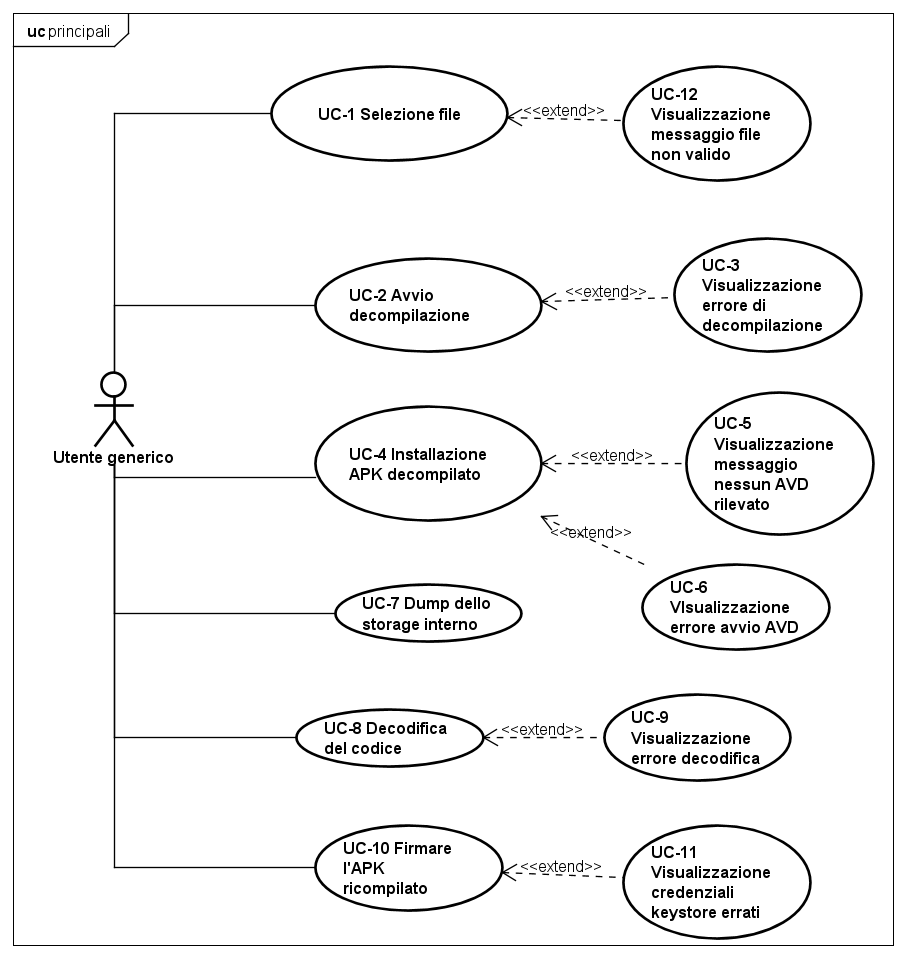 uc principali
UC-1 Selezione file
<<extend>>
UC-12
Visualizzazione
messaggio file
non valido
UC-2 Avvio
decompilazione
<<extend>>
UC-3
Visualizzazione
errore di
decompilazione
Utente generico
UC-4 Installazione
APK decompilato
<<extend>>
UC-5
Visualizzazione
messaggio
nessun AVD
rilevato
<<extend>>
UC-6
VIsualizzazione
errore avvio AVD
UC-7 Dump dello
storage interno
UC-8 Decodifica
del codice
<<extend>>
UC-9
Visualizzazione
errore decodifica
UC-10 Firmare
l'APK
ricompilato
<<extend>>
UC-11
Visualizzazione
credenziali
keystore errati